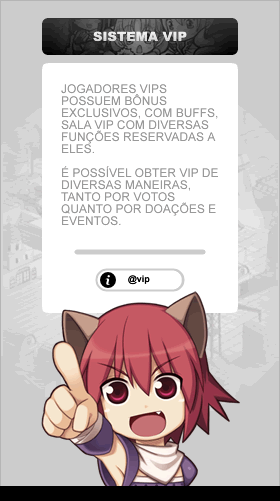 SISTEMA VIP
JOGADORES VIPS
POSSUEM BÔNUS
EXCLUSIVOS, COM BUFFS,
SALA VIP COM DIVERSAS
FUNÇÕES RESERVADAS A
ELES.
É POSSÍVEL OBTER VIP DE
DIVERSAS MANEIRAS,
TANTO POR VOTOS
QUANTO POR DOAÇÕES E
EVENTOS.
@vip